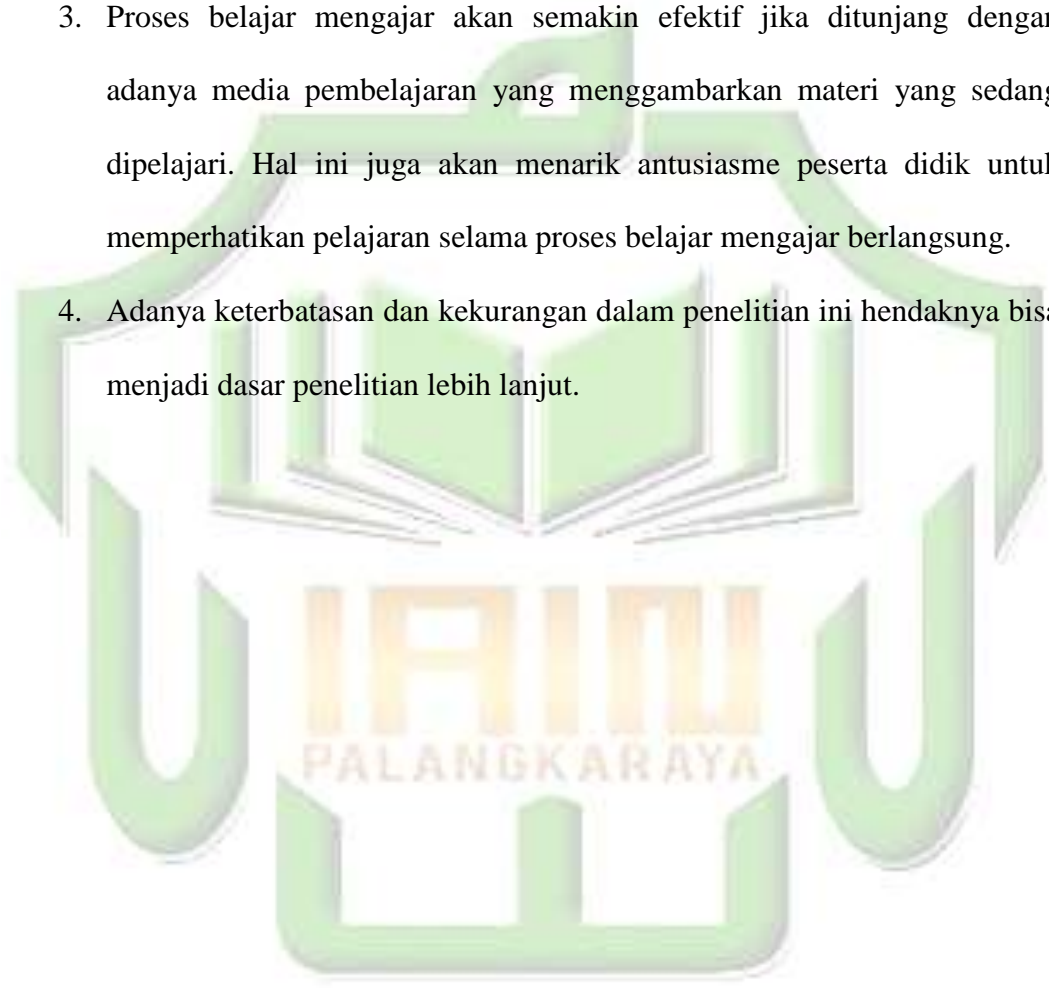 3. Proses belajar mengajar akan semakin efektif jika ditunjang dengan
adanya media pembelajaran yang menggambarkan materi yang sedang
dipelajari. Hal ini juga akan menarik antusiasme peserta didik untuk
memperhatikan pelajaran selama proses belajar mengajar berlangsung.
4. Adanya keterbatasan dan kekurangan dalam penelitian ini hendaknya bisa
menjadi dasar penelitian lebih lanjut.
IAIN
PALANGKARAYA